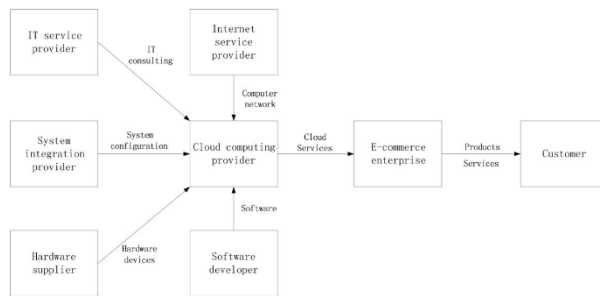 IT service
provider
Internet
service
provider
IT
consulting
Computer
network
System
integration
provider
System
configuration
Cloud computing
provider
Cloud
Services
E-commerce
enterprise
Products
Services
Customer
Software
Hardware
devices
Hardware
supplier
Software
developer